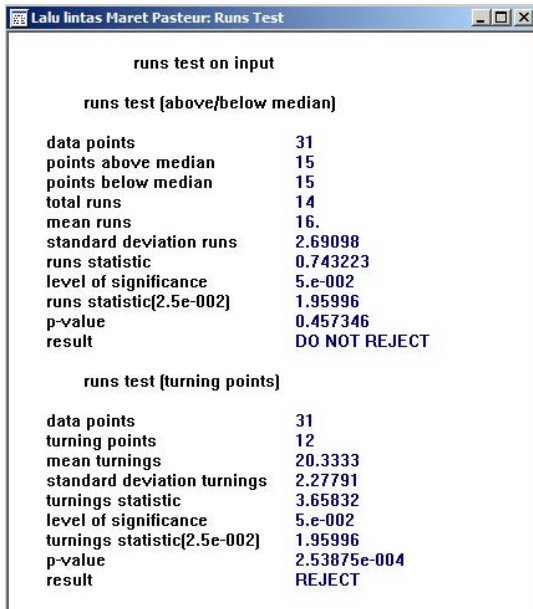 Lalu lintas Maret Pasteur: Runs Test
runs test on input
runs test (above/below median)
data points 31
points above median 15
points below median 15
total runs 14
mean runs 16.
standard deviation runs 2.69098
runs statistic 0.743223
level of significance 5.e-002
runs statistic(2.5e-002) 1.95996
p-value 0.457346
result DO NOT REJECT
runs test (turning points)
data points 31
turning points 12
mean turnings 20.3333
standard deviation turnings 2.27791
turnings statistic 3.65832
level of significance 5.e-002
turnings statistic(2.5e-002) 1.95996
p-value 2.53875e-004
result REJECT